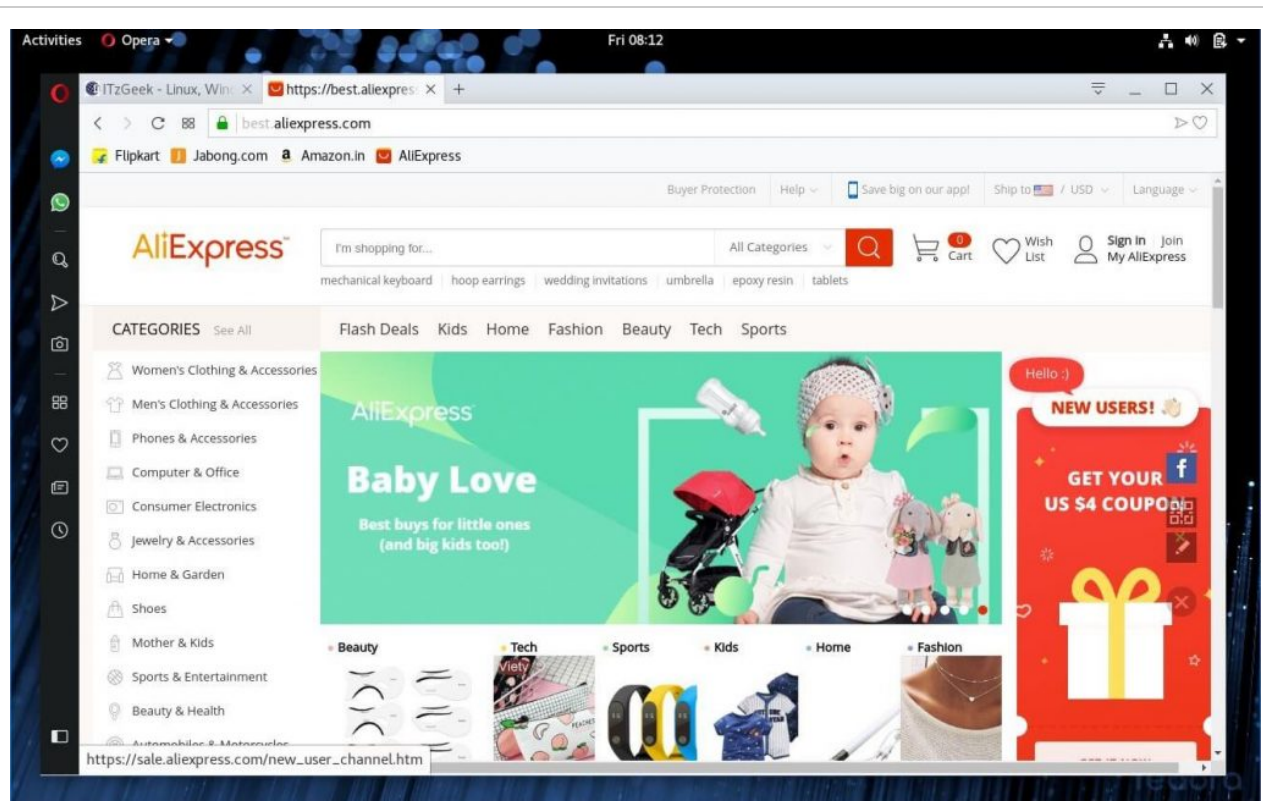 Activities Opera Fri 08:12
ITzGeek - Linux, Win https://best.aliexpres
best.aliexpress.com
Flipkart Jabong.com Amazon.in AliExpress
Buyer Protection Help Save big on our app! Ship to / USD Language
AliExpress I'm shopping for... All Categories 0 Cart Wish List Sign in Join My AliExpress
mechanical keyboard hoop earrings wedding invitations umbrella epoxy resin tablets
CATEGORIES See All Flash Deals Kids Home Fashion Beauty Tech Sports
Women's Clothing & Accessories
Men's Clothing & Accessories
Phones & Accessories
Computer & Office
Consumer Electronics
Jewelry & Accessories
Home & Garden
Shoes
Mother & Kids
Sports & Entertainment
Beauty & Health
Automobiles & Motorcycles
AliExpress
Baby Love
Best buys for little ones
(and big kids too!)
Hello :)
NEW USERS!
GET YOUR
US $4 COUPON
Beauty Tech Sports Kids Home Fashion
https://sale.aliexpress.com/new_user_channel.htm
fedora